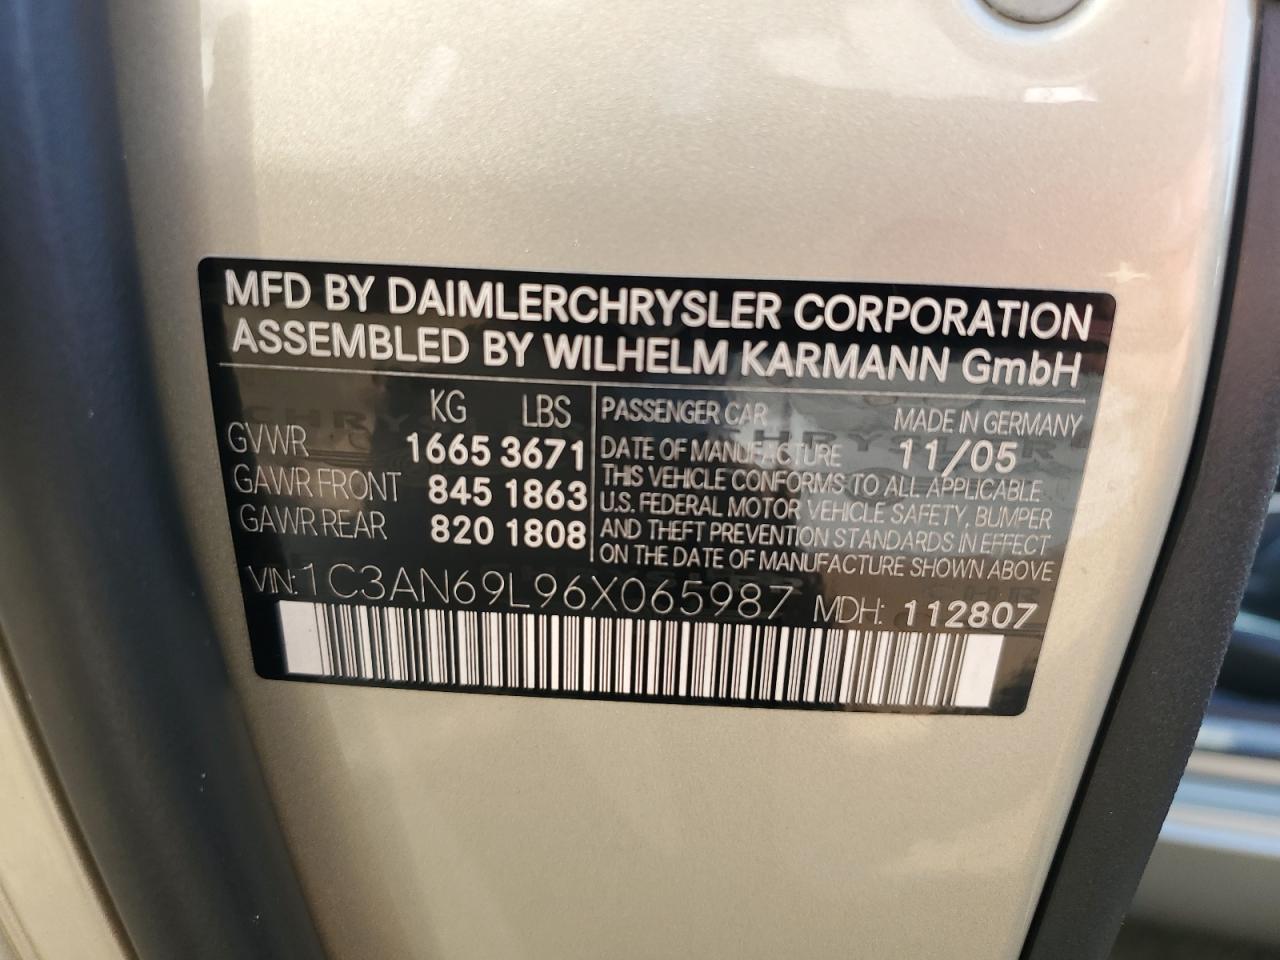 MFD BY DAIMLERCHRYSLER CORPORATION
ASSEMBLED BY WILHELM KARMANN GmbH
KG LBS
GVWR 1665 3671
GAWR FRONT 845 1863
GAWR REAR 820 1808
PASSENGER CAR MADE IN GERMANY
DATE OF MANUFACTURE 11/05
THIS VEHICLE CONFORMS TO ALL APPLICABLE
U.S. FEDERAL MOTOR VEHICLE SAFETY, BUMPER
AND THEFT PREVENTION STANDARDS IN EFFECT
ON THE DATE OF MANUFACTURE SHOWN ABOVE
VIN: 1C3AN69L96X065987 MDH: 112807